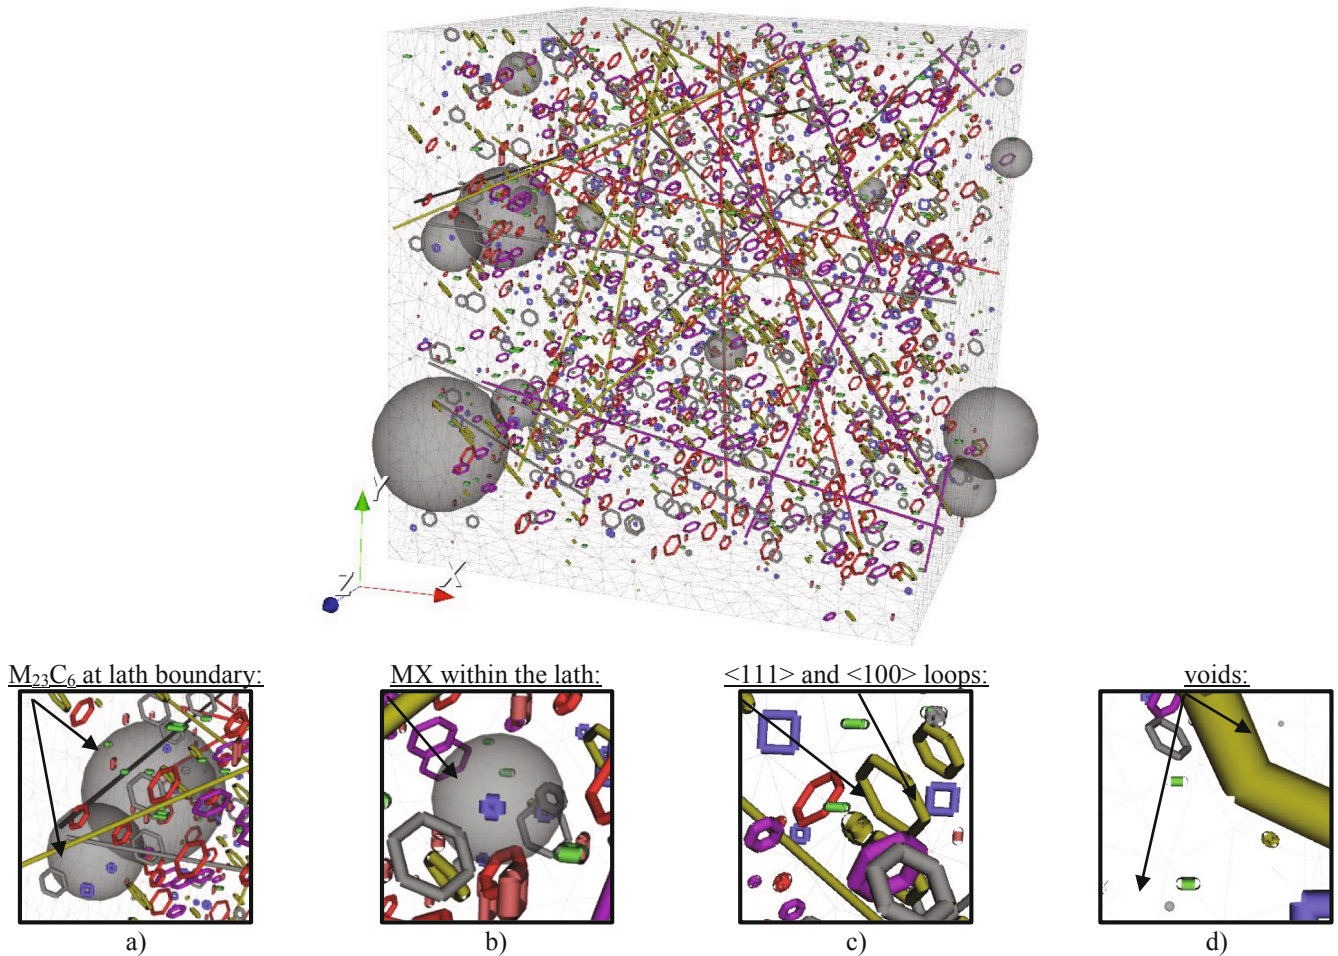 Y
Z
X
M23C6 at lath boundary:
MX within the lath:
<111> and <100> loops:
voids:
a)
b)
c)
d)